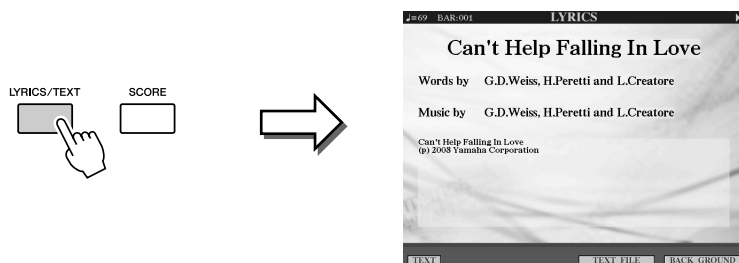 LYRICS/TEXT
SCORE
♩=69 BAR:001 LYRICS
Can't Help Falling In Love
Words by G.D.Weiss, H.Peretti and L.Creatore
Music by G.D.Weiss, H.Peretti and L.Creatore
Can't Help Falling In Love
(p) 2003 Yamaha Corporation
TEXT TEXT FILE BACK GROUND